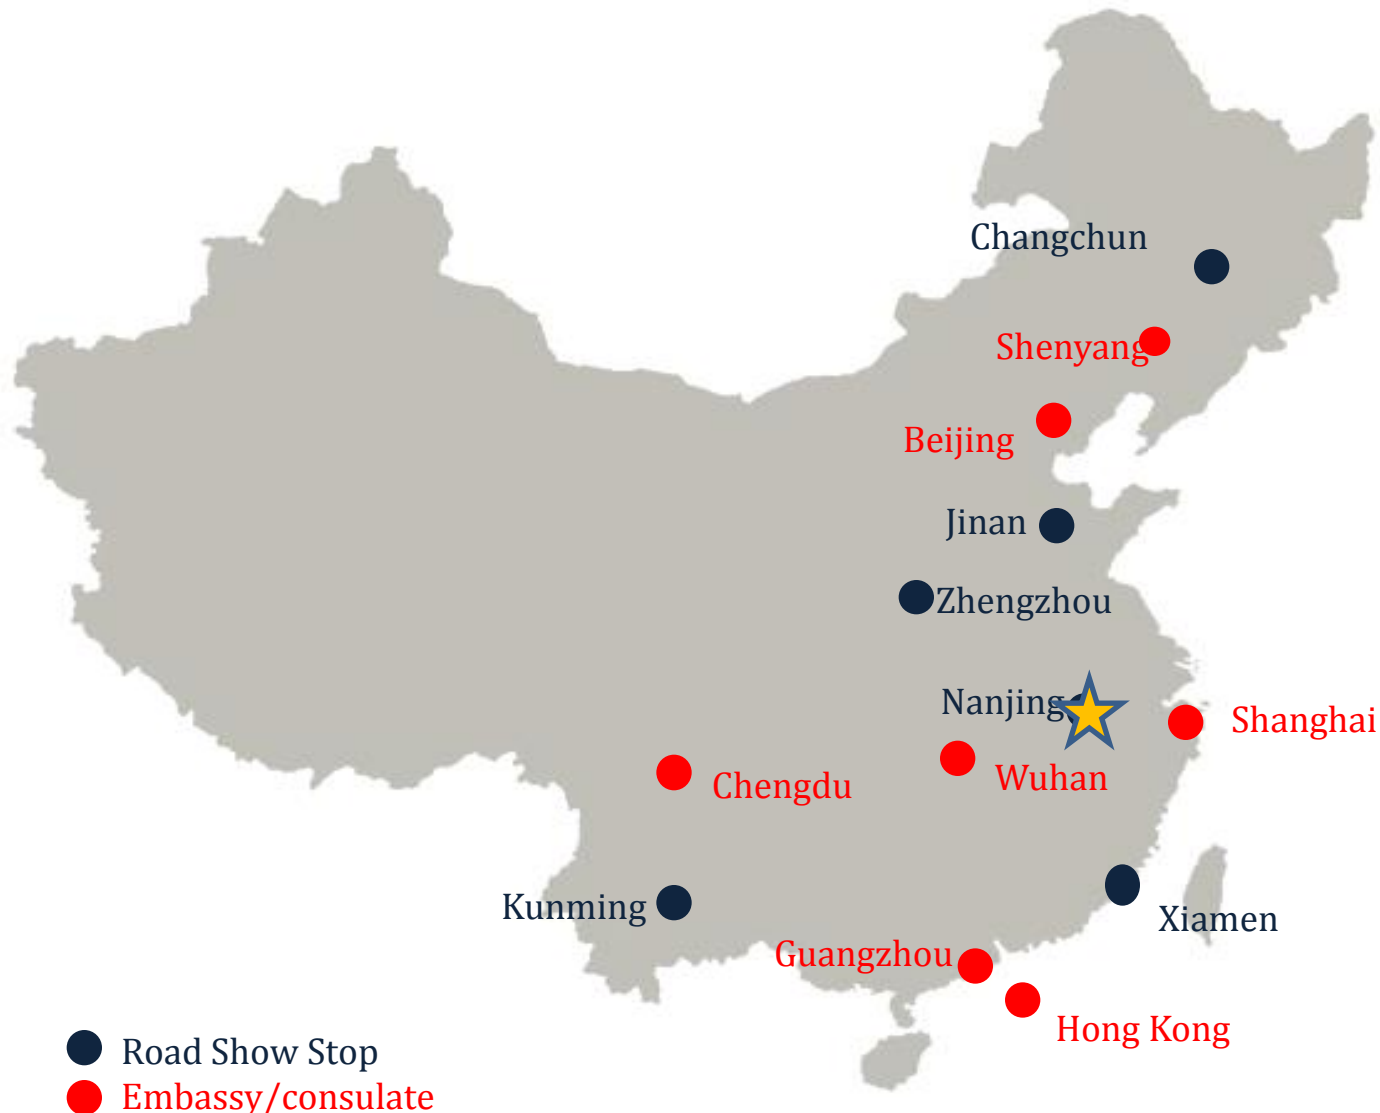 Changchun
Shenyang
Beijing
Jinan
Zhengzhou
Nanjing
Shanghai
Wuhan
Chengdu
Kunming
Xiamen
Guangzhou
Hong Kong
Road Show Stop
Embassy/consulate